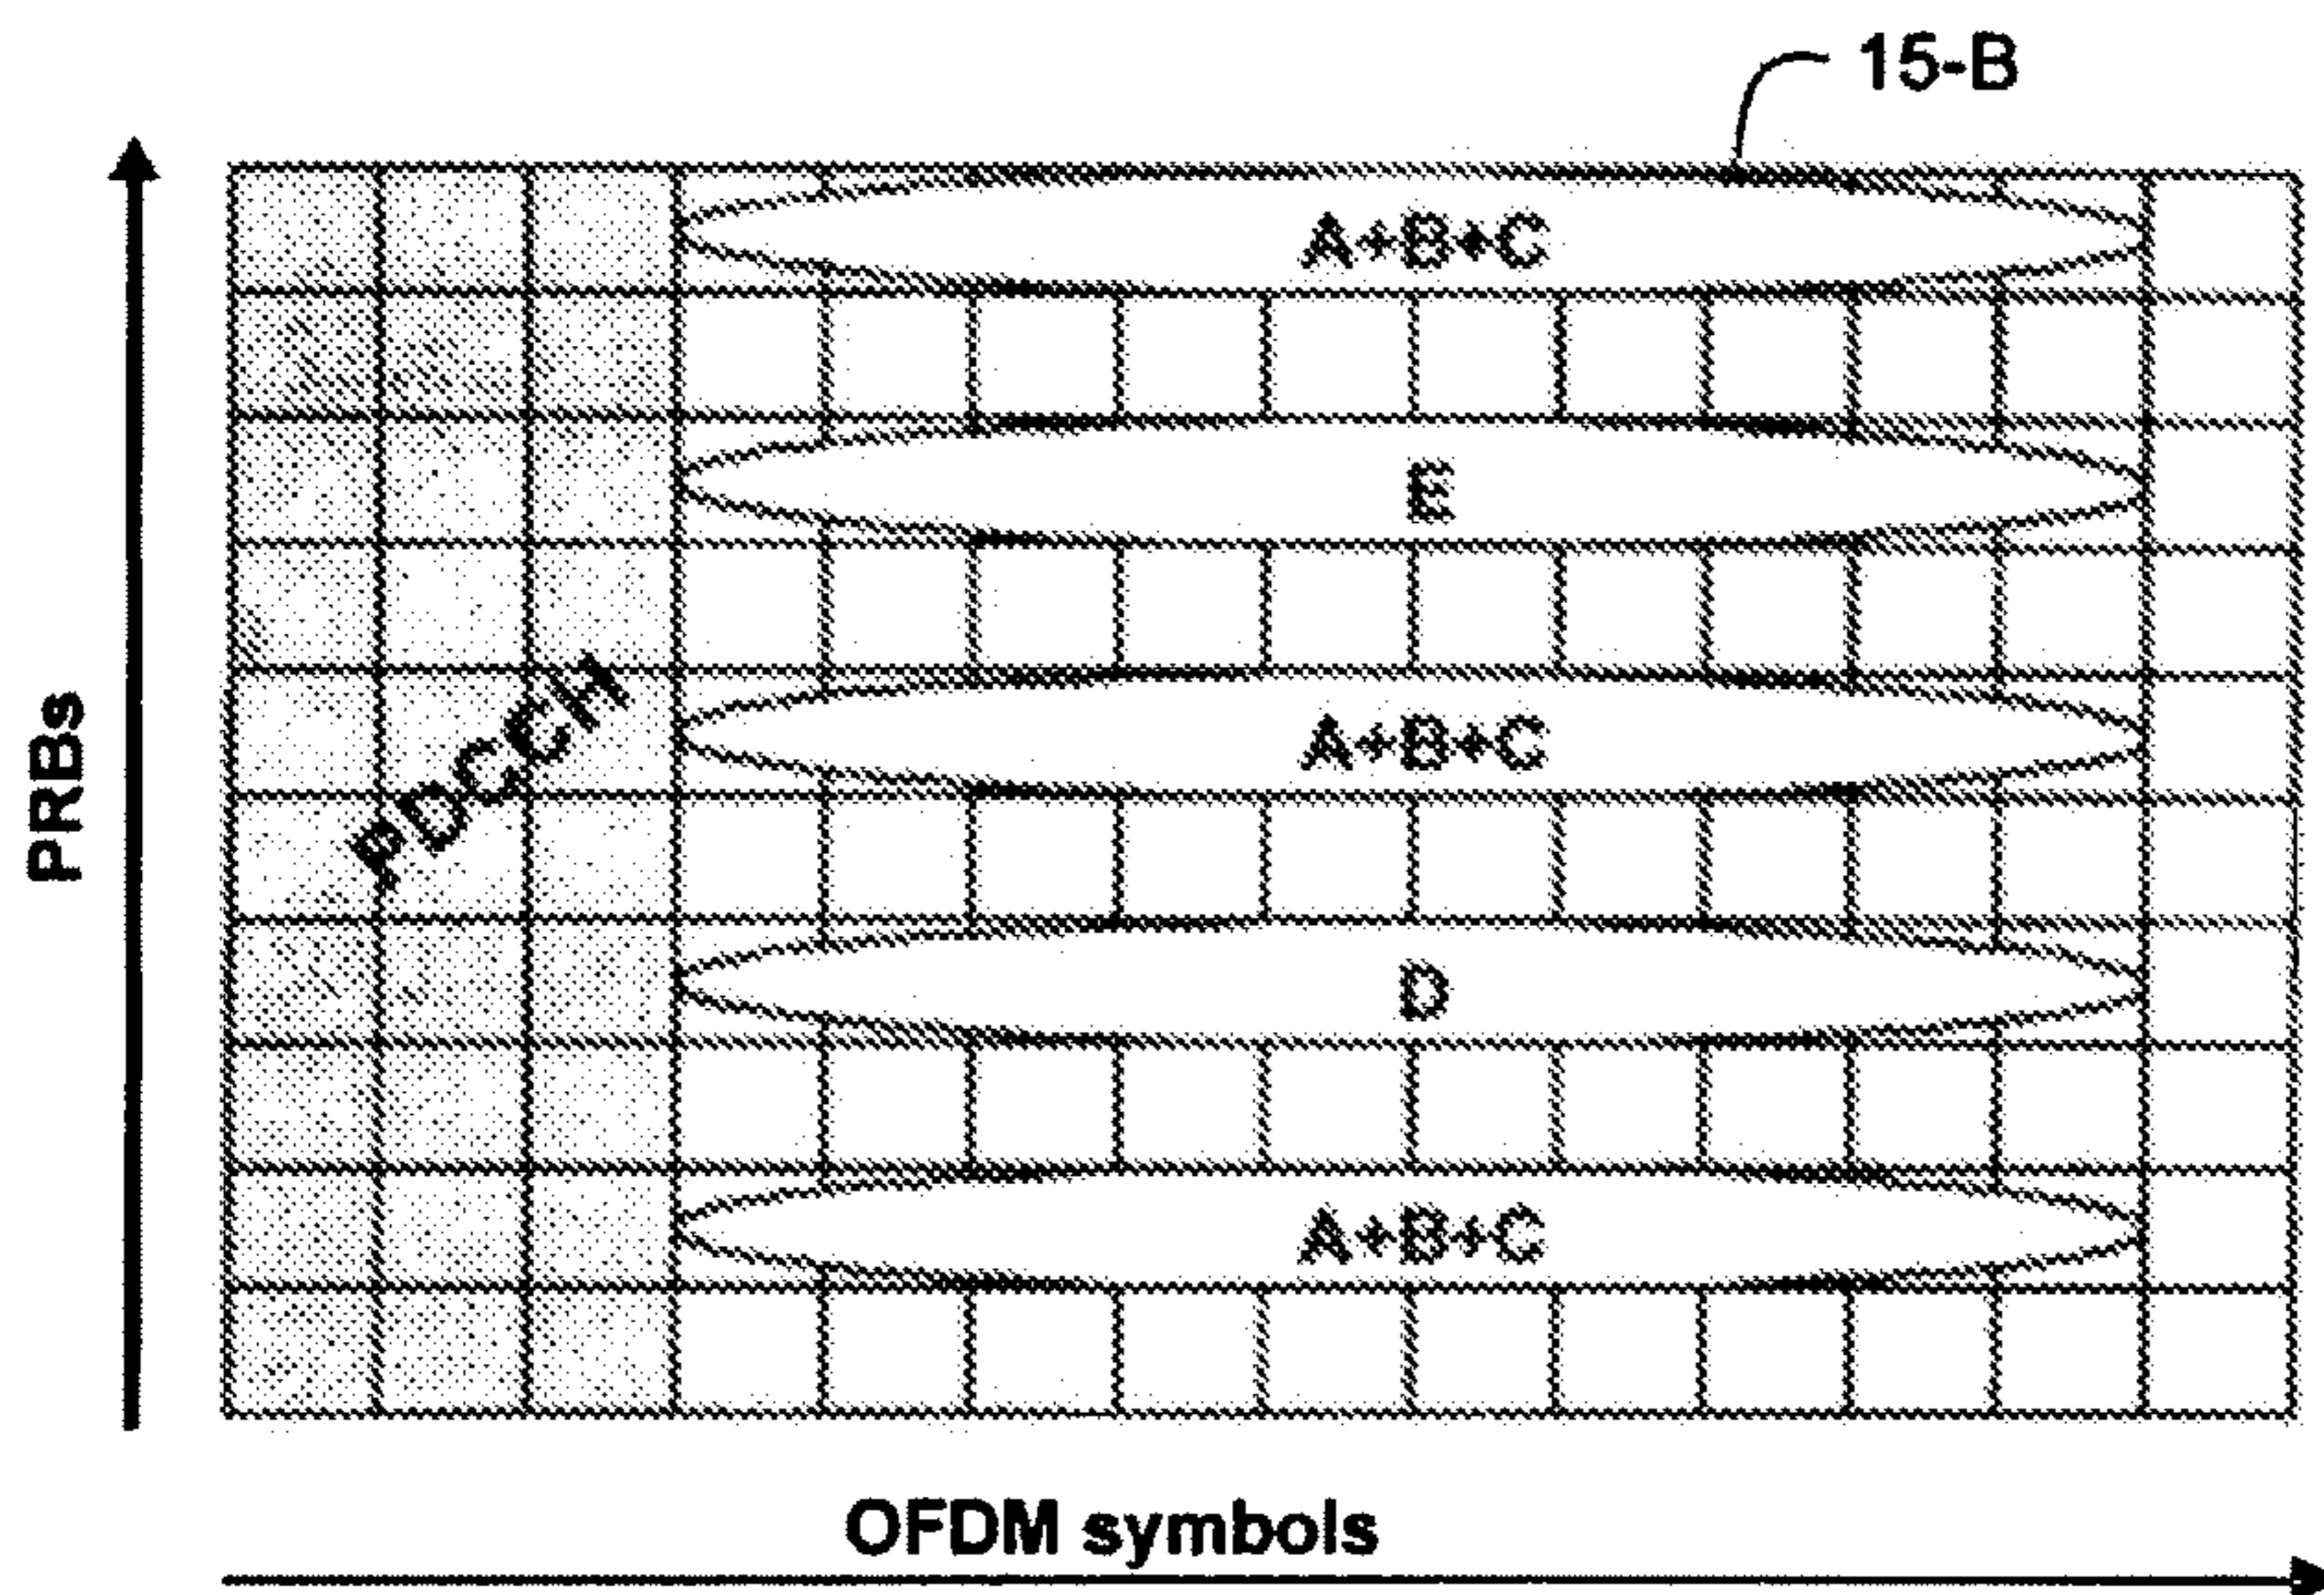 15-B
A+B+C
E
PRBs
PDCCH
A+B+C
D
A+B+C
OFDM symbols